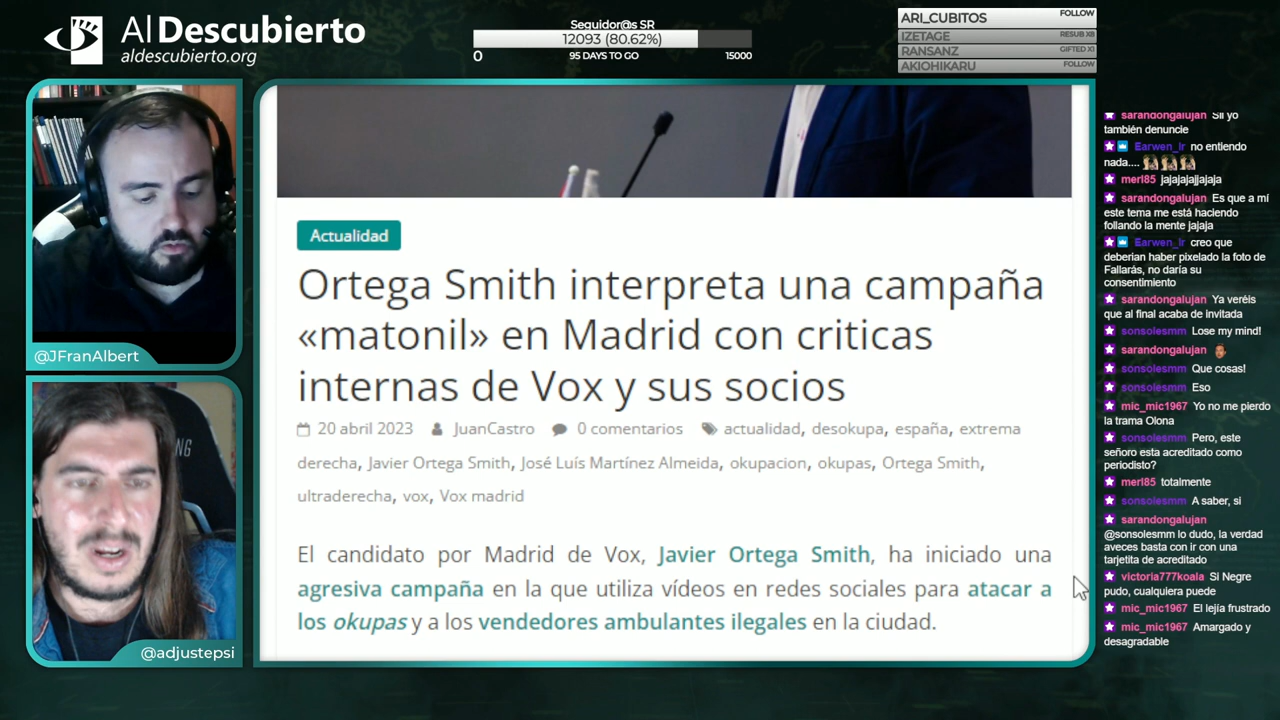 Al Descubierto
aldescubierto.org
Seguidor@s SR
12093 (80.62%)
0
95 DAYS TO GO
15000
ARI_CUBITOS FOLLOW
IZETAGE RESUB X8
RANSANZ GIFTED X1
AKIOHIKARU FOLLOW
@JFranAlbert
@adjustepsi
Actualidad
Ortega Smith interpreta una campaña
«matonil» en Madrid con criticas
internas de Vox y sus socios
20 abril 2023 JuanCastro 0 comentarios actualidad, desokupa, españa, extrema
derecha, Javier Ortega Smith, José Luís Martínez Almeida, okupacion, okupas, Ortega Smith,
ultraderecha, vox, Vox madrid
El candidato por Madrid de Vox, Javier Ortega Smith, ha iniciado una
agresiva campaña en la que utiliza vídeos en redes sociales para atacar a
los okupas y a los vendedores ambulantes ilegales en la ciudad.
sarandongalujan Sii yo
también denuncie
Earwen_ir no entiendo
nada....
merl85 jajajajajjajaja
sarandongalujan Es que a mí
este tema me está haciendo
follando la mente jajaja
Earwen_ir creo que
deberian haber pixelado la foto de
Fallarás, no daría su
consentimiento
sarandongalujan Ya veréis
que al final acaba de invitada
sonsolesmm Lose my mind!
sarandongalujan
sonsolesmm Que cosas!
sonsolesmm Eso
mic_mic1967 Yo no me pierdo
la trama Olona
sonsolesmm Pero, este
señoro esta acreditado como
periodisto?
merl85 totalmente
sonsolesmm A saber, si
sarandongalujan
@sonsolesmm lo dudo, la verdad
aveces basta con ir con una
tarjetita de acreditado
victoria777koala Si Negre
pudo, cualquiera puede
mic_mic1967 El lejía frustrado
mic_mic1967 Amargado y
desagradable